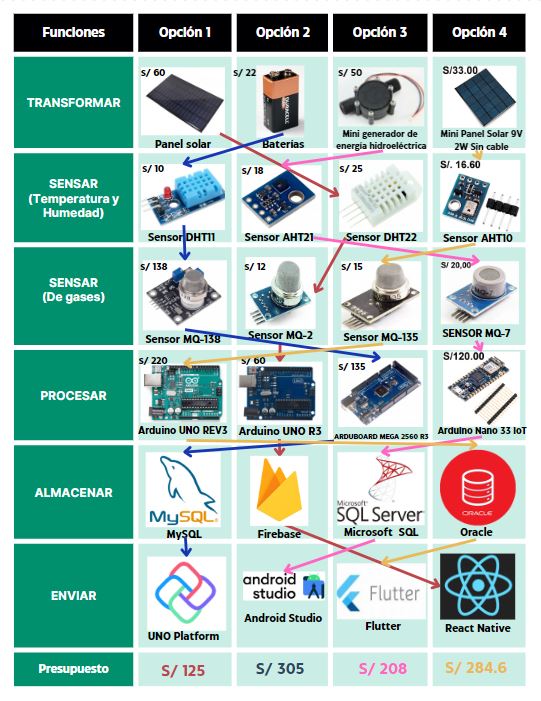 Funciones Opción 1 Opción 2 Opción 3 Opción 4
TRANSFORMAR
S/ 60
Panel solar
S/ 22
DURACELL
Baterías
S/ 50
Mini generador de
energía hidroeléctrica
S/33.00
Mini Panel Solar 9V
2W Sin cable
SENSAR
(Temperatura y
Humedad)
S/ 10
Sensor DHT11
S/ 18
Sensor AHT21
S/ 25
Sensor DHT22
S/. 16.60
Sensor AHT10
SENSAR
(De gases)
S/ 138
Sensor MQ-138
S/ 12
Sensor MQ-2
S/ 15
Sensor MQ-135
S/ 20,00
SENSOR MQ-7
PROCESAR
S/ 220
Arduino UNO REV3
S/ 60
Arduino UNO R3
S/ 135
ARDUBOARD MEGA 2560 R3
S/120.00
Arduino Nano 33 IoT
ALMACENAR
MySQL
MySQL
Firebase
Microsoft
SQL Server
Microsoft SQL
ORACLE
Oracle
ENVIAR
UNO Platform
android
studio
Android Studio
Flutter
Flutter
React Native
Presupuesto S/ 125 S/ 305 S/ 208 S/ 284.6